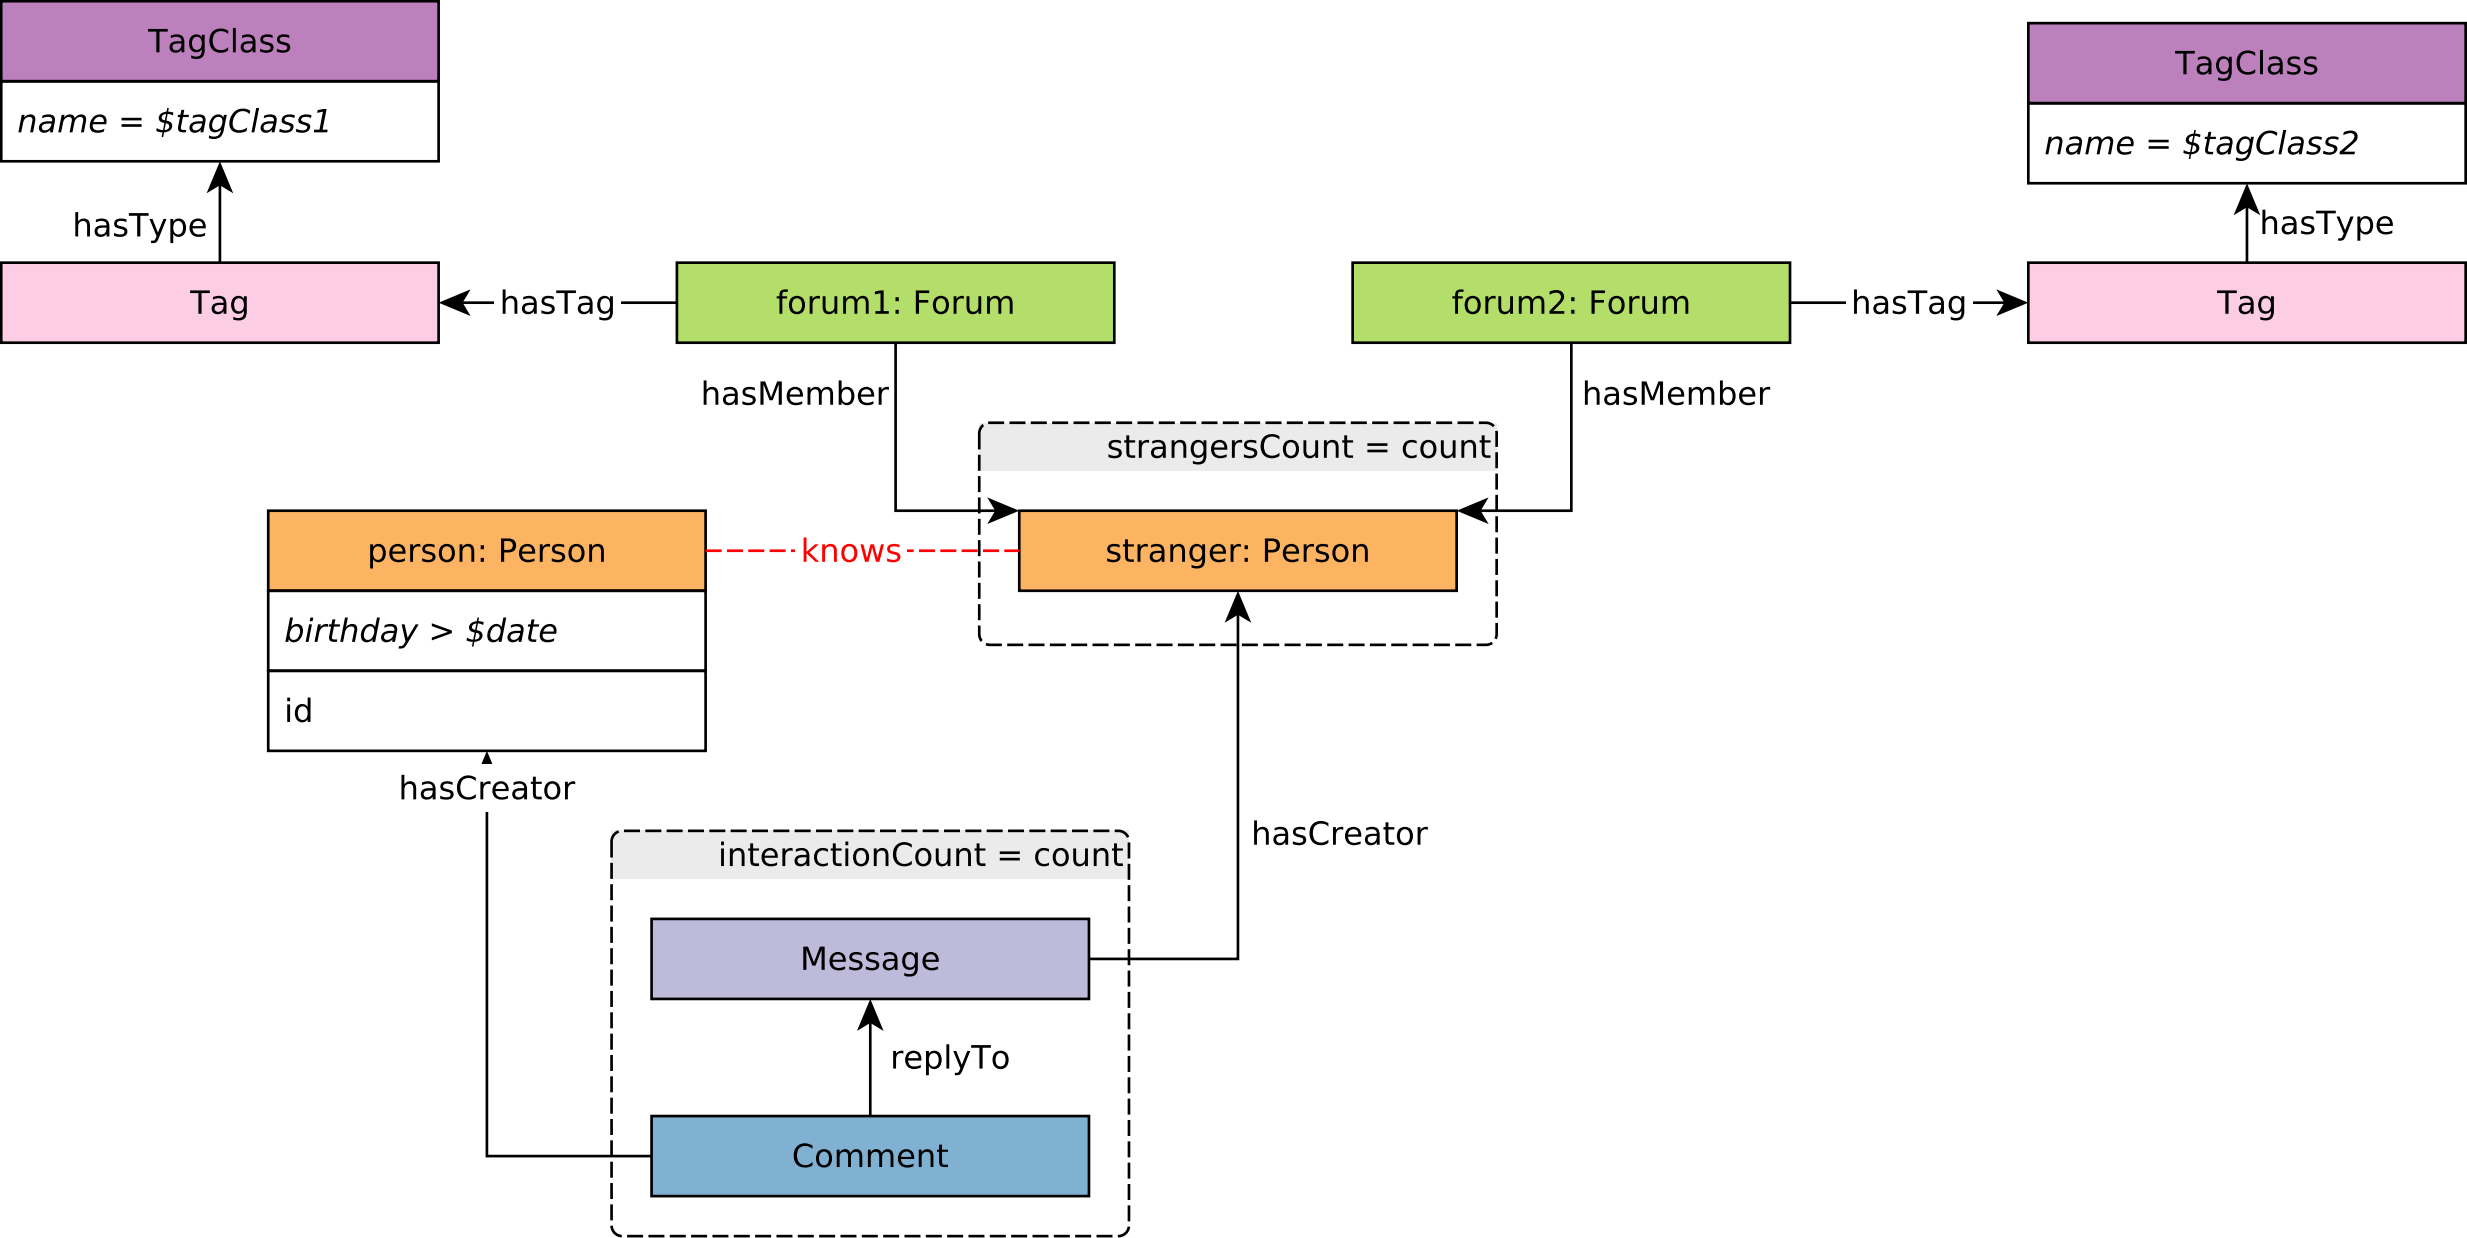 TagClass
name = $tagClass1
hasType
Tag
hasTag
forum1: Forum
TagClass
name = $tagClass2
hasType
forum2: Forum
hasTag
Tag
hasMember
hasMember
strangersCount = count
person: Person
birthday > $date
id
knows
stranger: Person
hasCreator
hasCreator
interactionCount = count
Message
replyTo
Comment